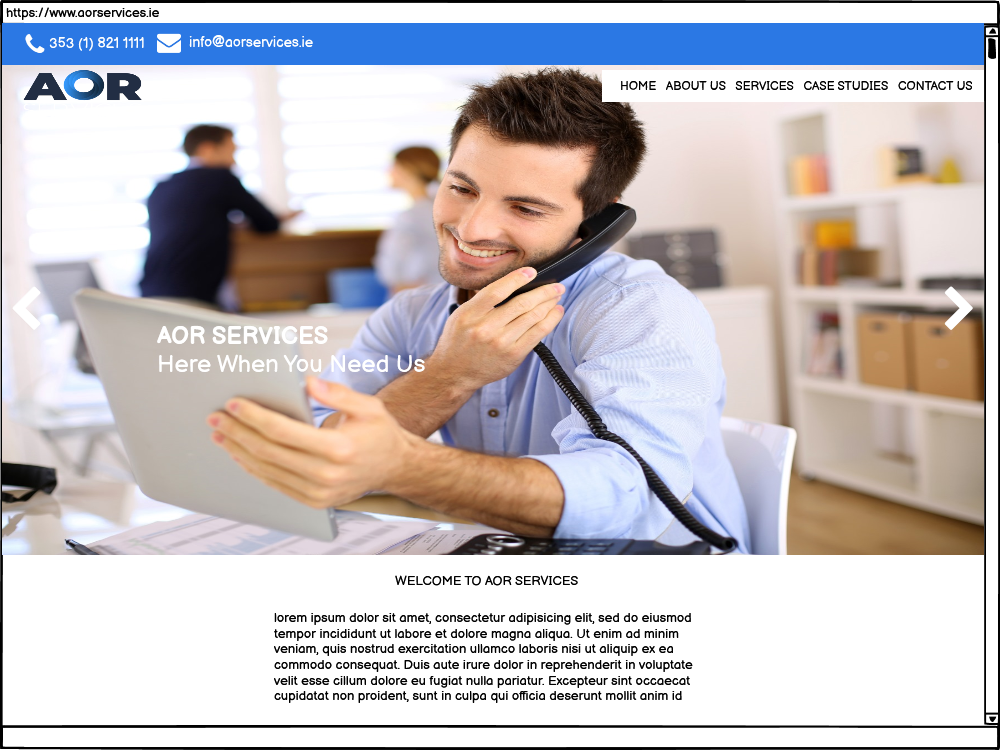 https://www.aorservices.ie
353 (1) 821 1111 info@aorservices.ie
AOR
HOME ABOUT US SERVICES CASE STUDIES CONTACT US
AOR SERVICES
Here When You Need Us
WELCOME TO AOR SERVICES
lorem ipsum dolor sit amet, consectetur adipisicing elit, sed do eiusmod
tempor incididunt ut labore et dolore magna aliqua. Ut enim ad minim
veniam, quis nostrud exercitation ullamco laboris nisi ut aliquip ex ea
commodo consequat. Duis aute irure dolor in reprehenderit in voluptate
velit esse cillum dolore eu fugiat nulla pariatur. Excepteur sint occaecat
cupidatat non proident, sunt in culpa qui officia deserunt mollit anim id